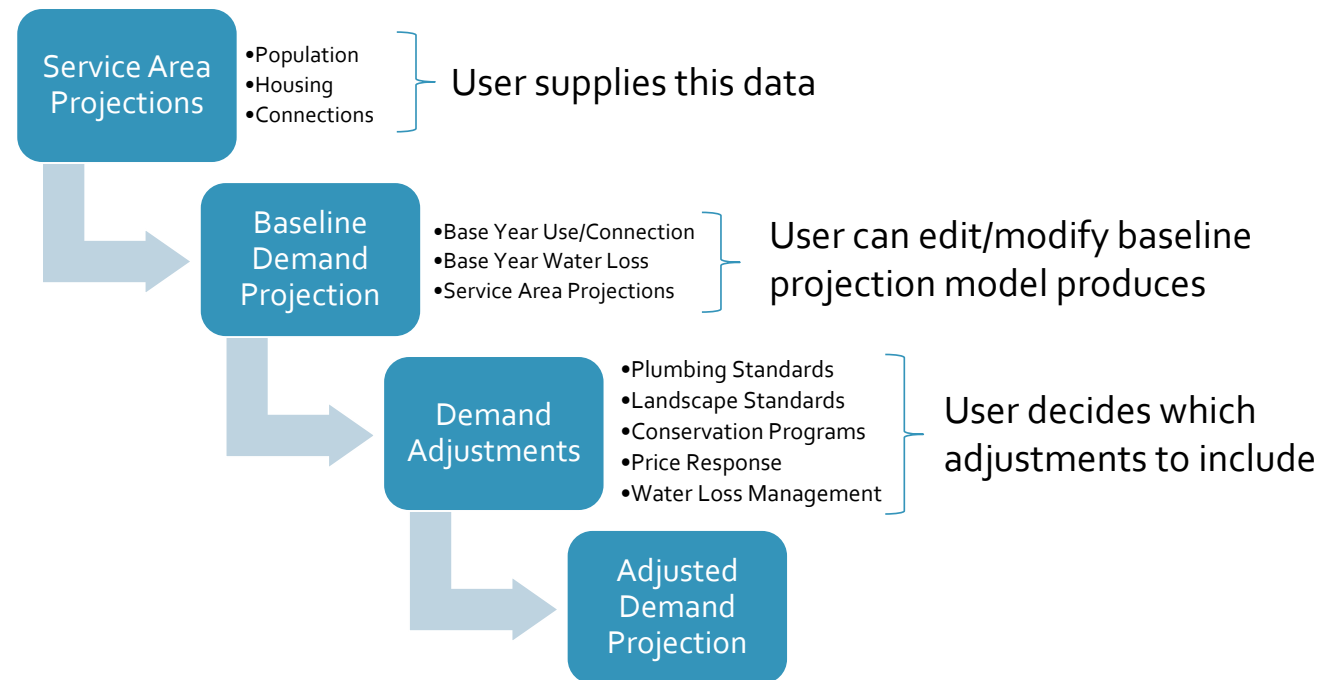 Service Area
Projections
•Population
•Housing
•Connections
User supplies this data
Baseline
Demand
Projection
•Base Year Use/Connection
•Base Year Water Loss
•Service Area Projections
User can edit/modify baseline
projection model produces
Demand
Adjustments
•Plumbing Standards
•Landscape Standards
•Conservation Programs
•Price Response
•Water Loss Management
User decides which
adjustments to include
Adjusted
Demand
Projection